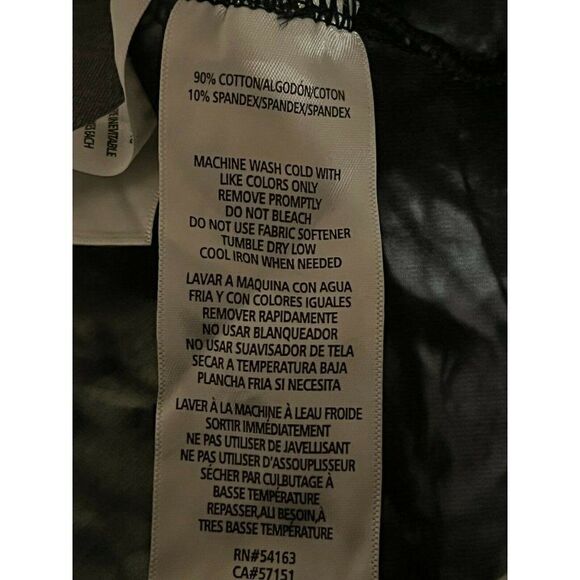 90% COTTON/ALGODÓN/COTON
10% SPANDEX/SPANDEX/SPANDEX
MACHINE WASH COLD WITH
LIKE COLORS ONLY
REMOVE PROMPTLY
DO NOT BLEACH
DO NOT USE FABRIC SOFTENER
TUMBLE DRY LOW
COOL IRON WHEN NEEDED
LAVAR A MAQUINA CON AGUA
FRIA Y CON COLORES IGUALES
REMOVER RAPIDAMENTE
NO USAR BLANQUEADOR
NO USAR SUAVISADOR DE TELA
SECAR A TEMPERATURA BAJA
PLANCHA FRIA SI NECESITA
LAVER À LA MACHINE À LEAU FROIDE
SORTIR IMMÉDIATEMENT
NE PAS UTILISER DE JAVELLISANT
NE PAS UTILISER D'ASSOUPLISSEUR
SÉCHER PAR CULBUTAGE À
BASSE TEMPÉRATURE
REPASSER,AU BESOIN,À
TRES BASSE TEMPÉRATURE
RN#54163
CA#57151
INEVITABLE
EACH